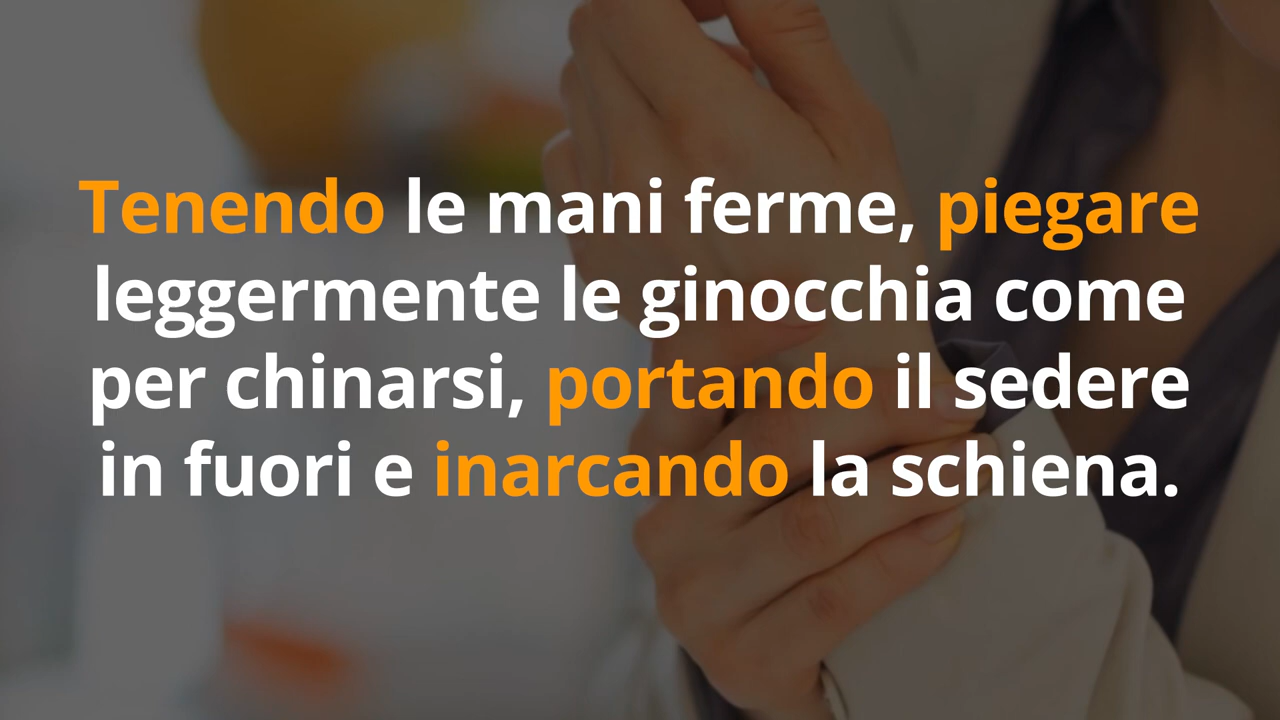 Tenendo le mani ferme, piegare
leggermente le ginocchia come
per chinarsi, portando il sedere
in fuori e inarcando la schiena.